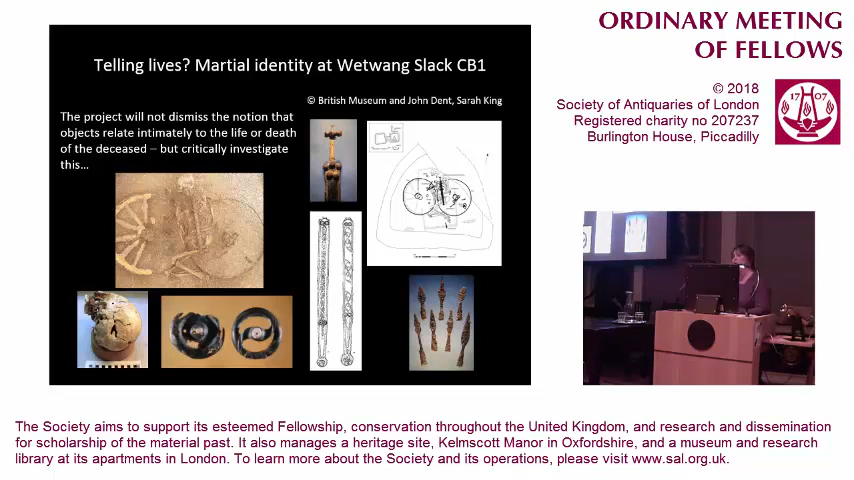 ORDINARY MEETING
OF FELLOWS
© 2018
Society of Antiquaries of London
Registered charity no 207237
Burlington House, Piccadilly
17 07
Telling lives? Martial identity at Wetwang Slack CB1
© British Museum and John Dent, Sarah King
The project will not dismiss the notion that
objects relate intimately to the life or death
of the deceased – but critically investigate
this...
The Society aims to support its esteemed Fellowship, conservation throughout the United Kingdom, and research and dissemination
for scholarship of the material past. It also manages a heritage site, Kelmscott Manor in Oxfordshire, and a museum and research
library at its apartments in London. To learn more about the Society and its operations, please visit www.sal.org.uk.